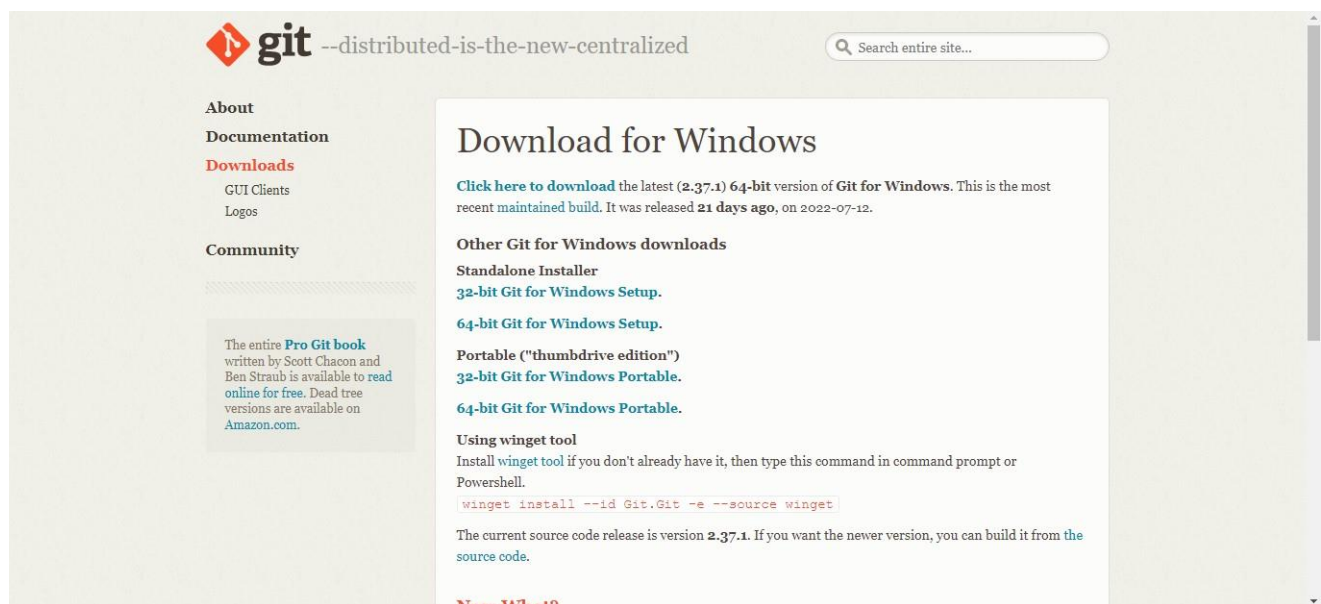 git --distributed-is-the-new-centralized
Search entire site...
About
Documentation
Downloads
GUI Clients
Logos
Community
The entire Pro Git book
written by Scott Chacon and
Ben Straub is available to read
online for free. Dead tree
versions are available on
Amazon.com.
Download for Windows
Click here to download the latest (2.37.1) 64-bit version of Git for Windows. This is the most
recent maintained build. It was released 21 days ago, on 2022-07-12.
Other Git for Windows downloads
Standalone Installer
32-bit Git for Windows Setup.
64-bit Git for Windows Setup.
Portable ("thumbdrive edition")
32-bit Git for Windows Portable.
64-bit Git for Windows Portable.
Using winget tool
Install winget tool if you don't already have it, then type this command in command prompt or
Powershell.
winget install --id Git.Git -e --source winget
The current source code release is version 2.37.1. If you want the newer version, you can build it from the
source code.
Now What?